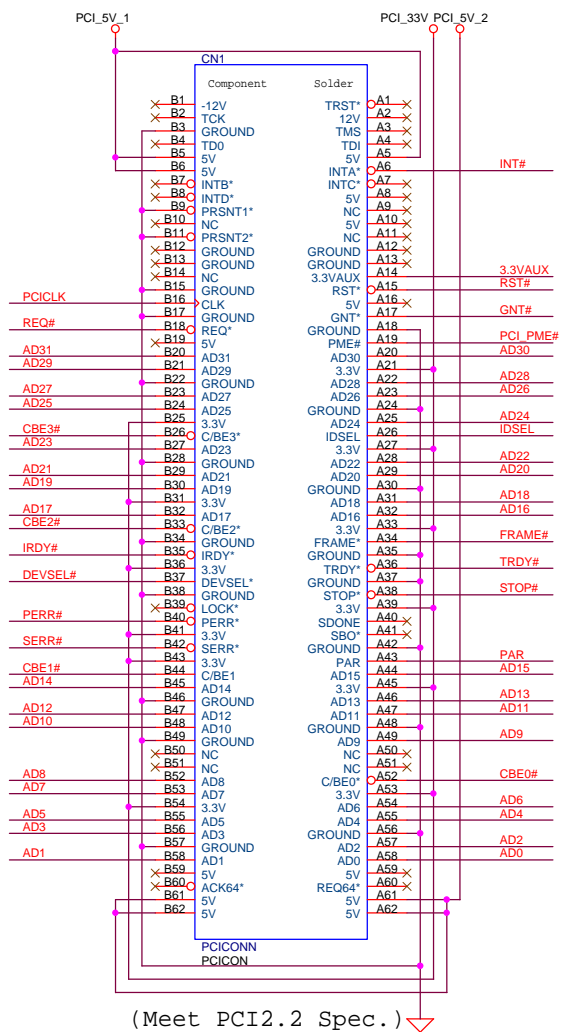 PCI_5V_1 PCI_33V PCI_5V_2
CN1
Component Solder
B1 -12V TRST* A1
B2 TCK 12V A2
B3 GROUND TMS A3
B4 TD0 TDI A4
B5 5V 5V A5
B6 5V INTA* A6 INT#
B7 INTB* INTC* A7
B8 INTD* 5V A8
B9 PRSNT1* NC A9
B10 NC 5V A10
B11 PRSNT2* NC A11
B12 GROUND GROUND A12
B13 GROUND GROUND A13
B14 NC 3.3VAUX A14 3.3VAUX
B15 GROUND RST* A15 RST#
PCICLK B16 CLK 5V A16
B17 GROUND GNT* A17 GNT#
REQ# B18 REQ* GROUND A18
B19 5V PME# A19 PCI_PME#
AD31 B20 AD31 AD30 A20 AD30
AD29 B21 AD29 3.3V A21
B22 GROUND AD28 A22 AD28
AD27 B23 AD27 AD26 A23 AD26
AD25 B24 AD25 GROUND A24
B25 3.3V AD24 A25 AD24
CBE3# B26 C/BE3* IDSEL A26 IDSEL
AD23 B27 AD23 3.3V A27
B28 GROUND AD22 A28 AD22
AD21 B29 AD21 AD20 A29 AD20
AD19 B30 AD19 GROUND A30
B31 3.3V AD18 A31 AD18
AD17 B32 AD17 AD16 A32 AD16
CBE2# B33 C/BE2* 3.3V A33
B34 GROUND FRAME* A34 FRAME#
IRDY# B35 IRDY* GROUND A35
B36 3.3V TRDY* A36 TRDY#
DEVSEL# B37 DEVSEL* GROUND A37
B38 GROUND STOP* A38 STOP#
B39 LOCK* 3.3V A39
PERR# B40 PERR* SDONE A40
B41 3.3V SBO* A41
SERR# B42 SERR* GROUND A42
B43 3.3V PAR A43 PAR
CBE1# B44 C/BE1 AD15 A44 AD15
AD14 B45 AD14 3.3V A45
B46 GROUND AD13 A46 AD13
AD12 B47 AD12 AD11 A47 AD11
AD10 B48 AD10 GROUND A48
B49 GROUND AD9 A49 AD9
B50 NC NC A50
B51 NC NC A51
AD8 B52 AD8 C/BE0* A52 CBE0#
AD7 B53 AD7 3.3V A53
B54 3.3V AD6 A54 AD6
AD5 B55 AD5 AD4 A55 AD4
AD3 B56 AD3 GROUND A56
B57 GROUND AD2 A57 AD2
AD1 B58 AD1 AD0 A58 AD0
B59 5V 5V A59
B60 ACK64* REQ64* A60
B61 5V 5V A61
B62 5V 5V A62
PCICONN
PCICON
(Meet PCI2.2 Spec.)